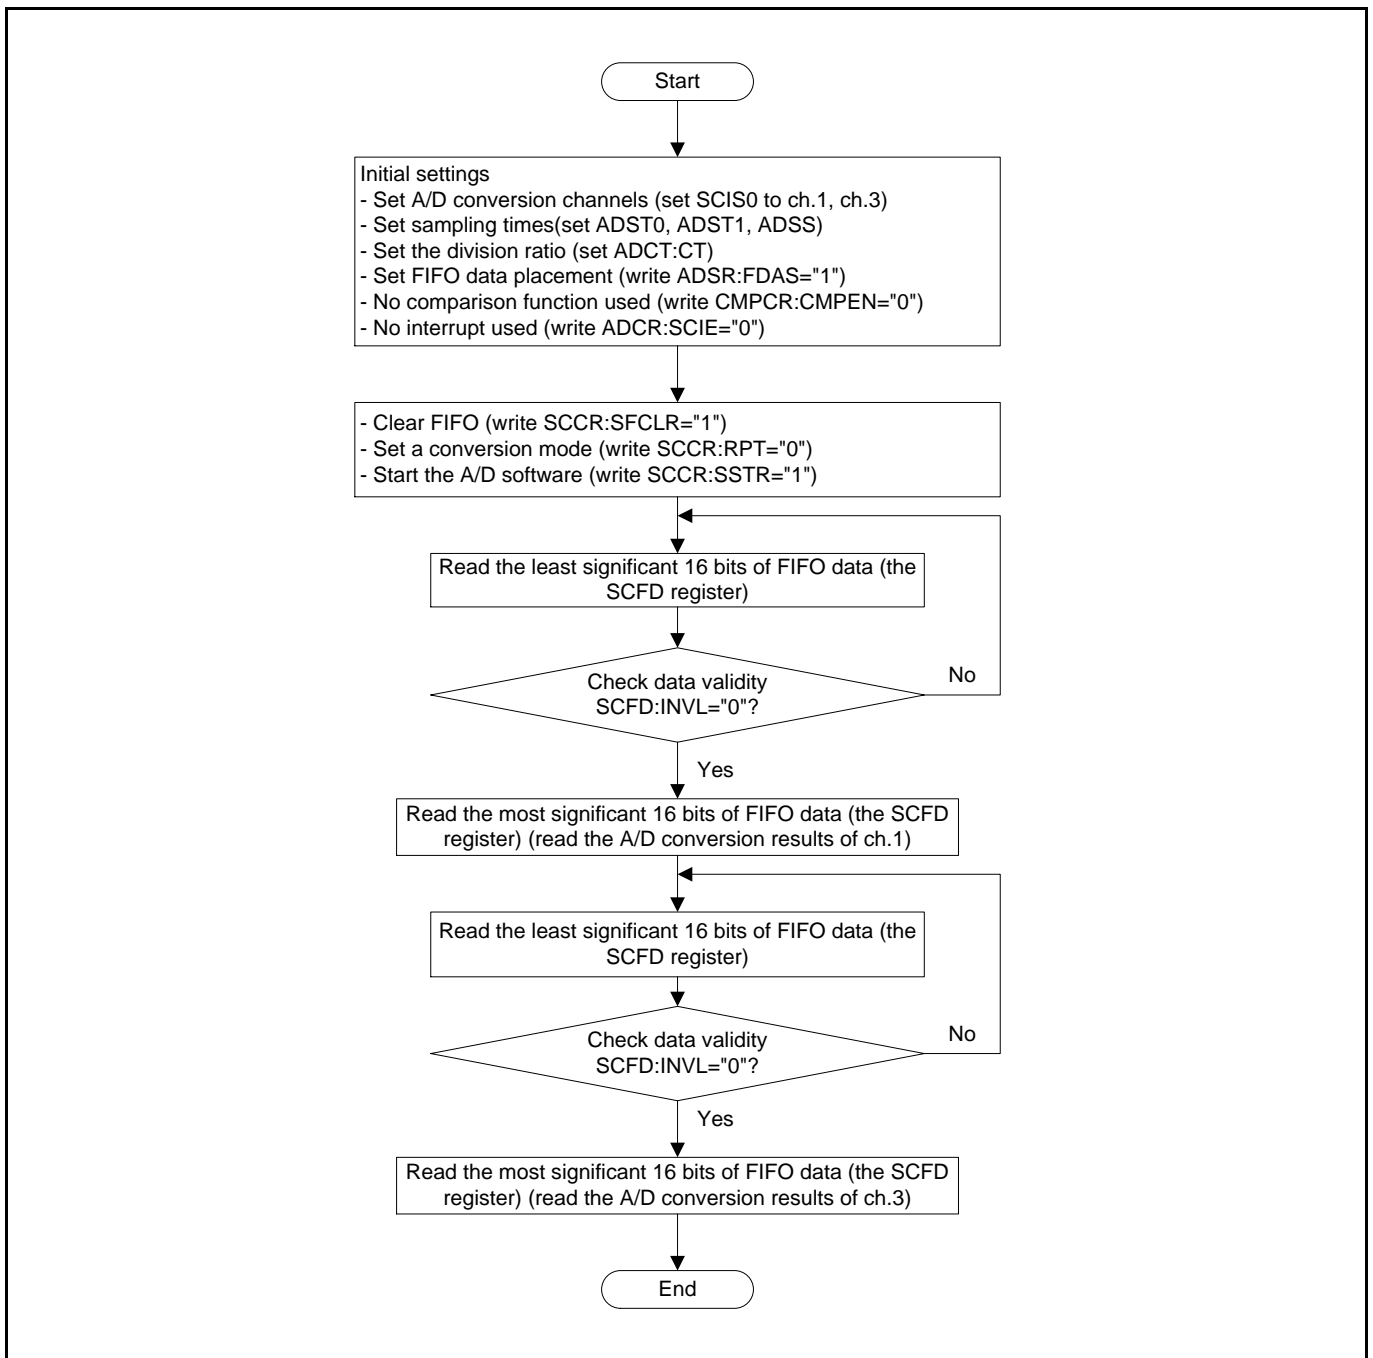 Start
Initial settings
- Set A/D conversion channels (set SCIS0 to ch.1, ch.3)
- Set sampling times(set ADST0, ADST1, ADSS)
- Set the division ratio (set ADCT:CT)
- Set FIFO data placement (write ADSR:FDAS="1")
- No comparison function used (write CMPCR:CMPEN="0")
- No interrupt used (write ADCR:SCIE="0")
- Clear FIFO (write SCCR:SFCLR="1")
- Set a conversion mode (write SCCR:RPT="0")
- Start the A/D software (write SCCR:SSTR="1")
Read the least significant 16 bits of FIFO data (the
SCFD register)
Check data validity
SCFD:INVL="0"?
No
Yes
Read the most significant 16 bits of FIFO data (the SCFD
register) (read the A/D conversion results of ch.1)
Read the least significant 16 bits of FIFO data (the
SCFD register)
Check data validity
SCFD:INVL="0"?
No
Yes
Read the most significant 16 bits of FIFO data (the SCFD
register) (read the A/D conversion results of ch.3)
End